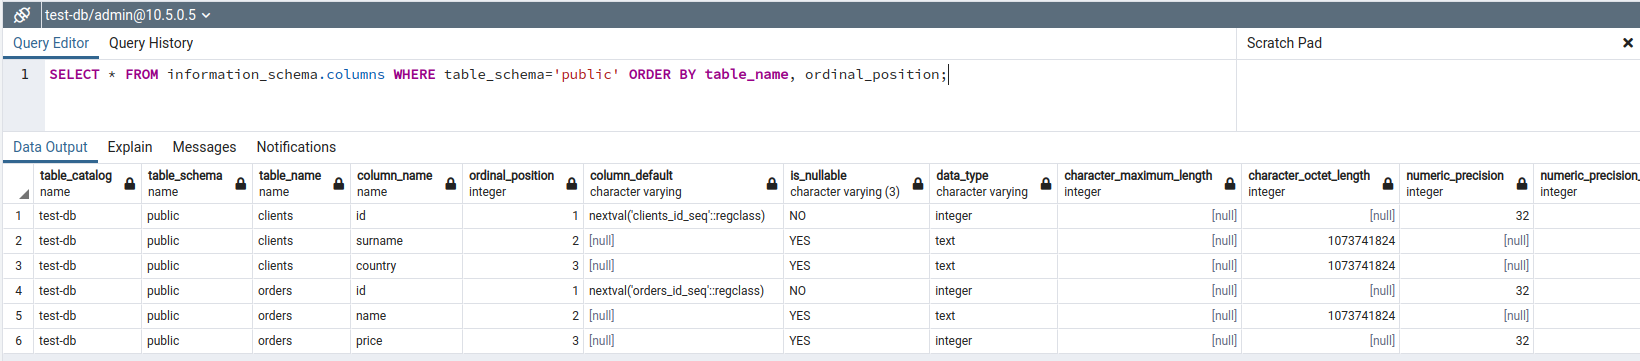 test-db/admin@10.5.0.5
Query Editor Query History Scratch Pad
1 SELECT * FROM information_schema.columns WHERE table_schema='public' ORDER BY table_name, ordinal_position;
Data Output Explain Messages Notifications
table_catalog table_schema table_name column_name ordinal_position column_default is_nullable data_type character_maximum_length character_octet_length numeric_precision numeric_precision_
name name name name integer character varying character varying (3) character varying integer integer integer integer
1 test-db public clients id 1 nextval('clients_id_seq'::regclass) NO integer [null] [null] 32
2 test-db public clients surname 2 [null] YES text [null] 1073741824 [null]
3 test-db public clients country 3 [null] YES text [null] 1073741824 [null]
4 test-db public orders id 1 nextval('orders_id_seq'::regclass) NO integer [null] [null] 32
5 test-db public orders name 2 [null] YES text [null] 1073741824 [null]
6 test-db public orders price 3 [null] YES integer [null] [null] 32